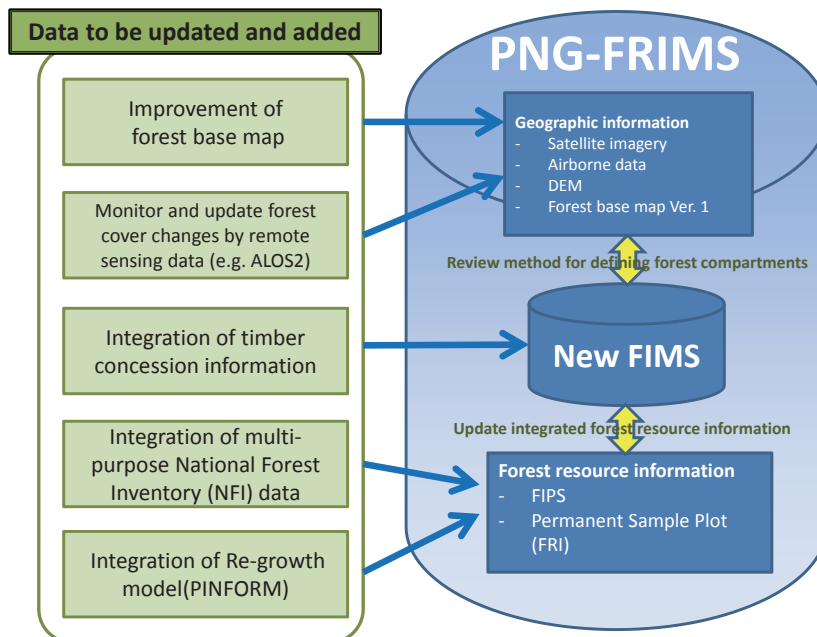 Data to be updated and added
Improvement of
forest base map
Monitor and update forest
cover changes by remote
sensing data (e.g. ALOS2)
Integration of timber
concession information
Integration of multi-
purpose National Forest
Inventory (NFI) data
Integration of Re-growth
model(PINFORM)
PNG-FRIMS
Geographic information
- Satellite imagery
- Airborne data
- DEM
- Forest base map Ver. 1
Review method for defining forest compartments
New FIMS
Update integrated forest resource information
Forest resource information
- FIPS
- Permanent Sample Plot
(FRI)